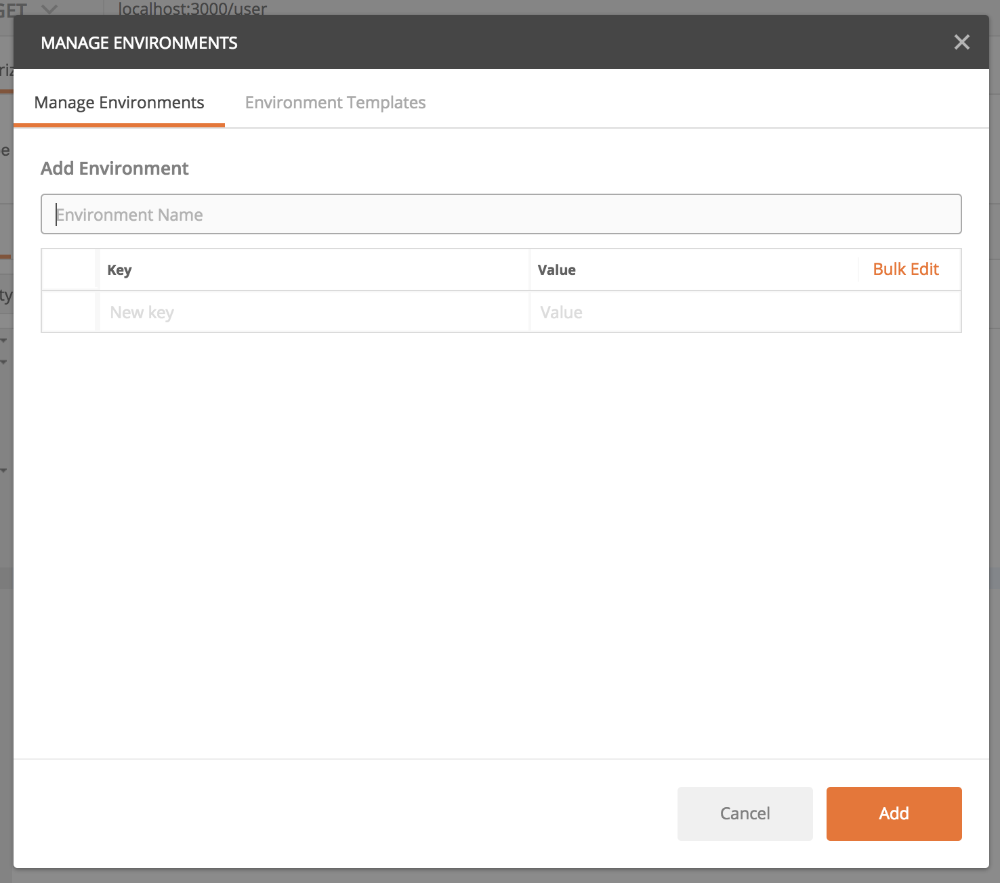 GET localhost:3000/user
MANAGE ENVIRONMENTS
Manage Environments Environment Templates
Add Environment
Environment Name
Key Value Bulk Edit
New key Value
Cancel Add